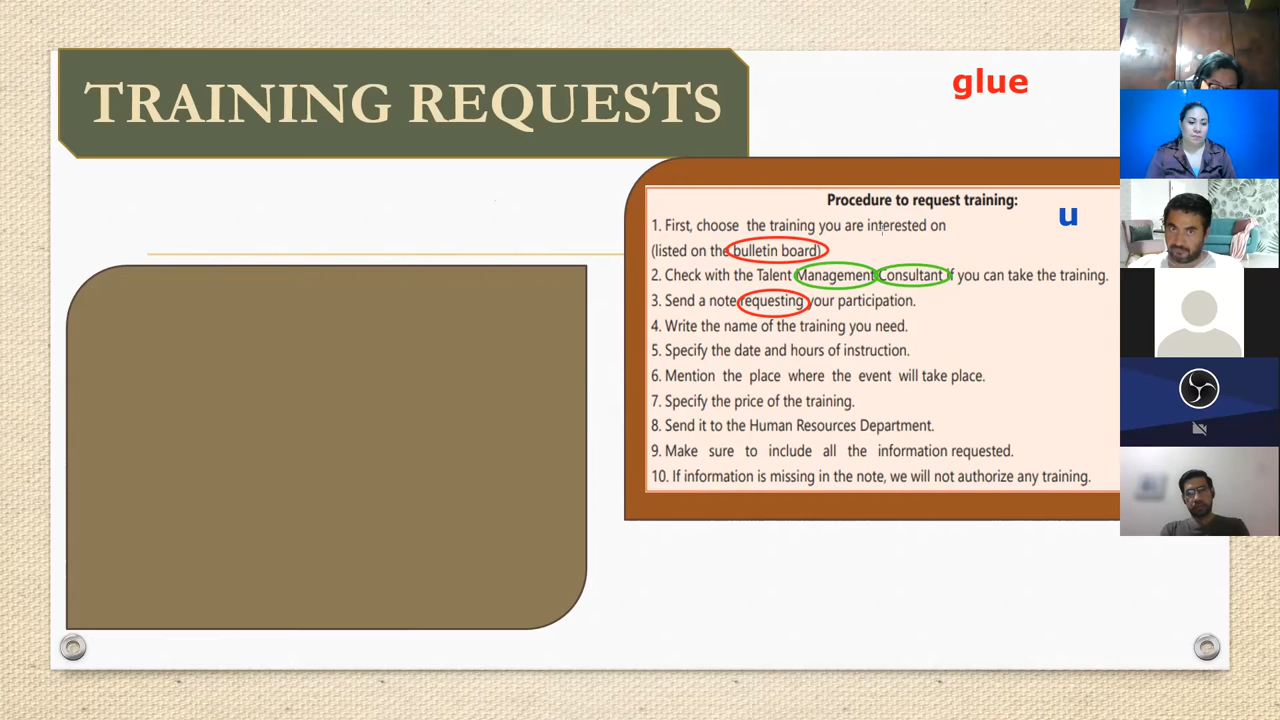 TRAINING REQUESTS
glue
Procedure to request training:
u
1. First, choose the training you are interested on
(listed on the bulletin board)
2. Check with the Talent Management Consultant if you can take the training.
3. Send a note requesting your participation.
4. Write the name of the training you need.
5. Specify the date and hours of instruction.
6. Mention the place where the event will take place.
7. Specify the price of the training.
8. Send it to the Human Resources Department.
9. Make sure to include all the information requested.
10. If information is missing in the note, we will not authorize any training.